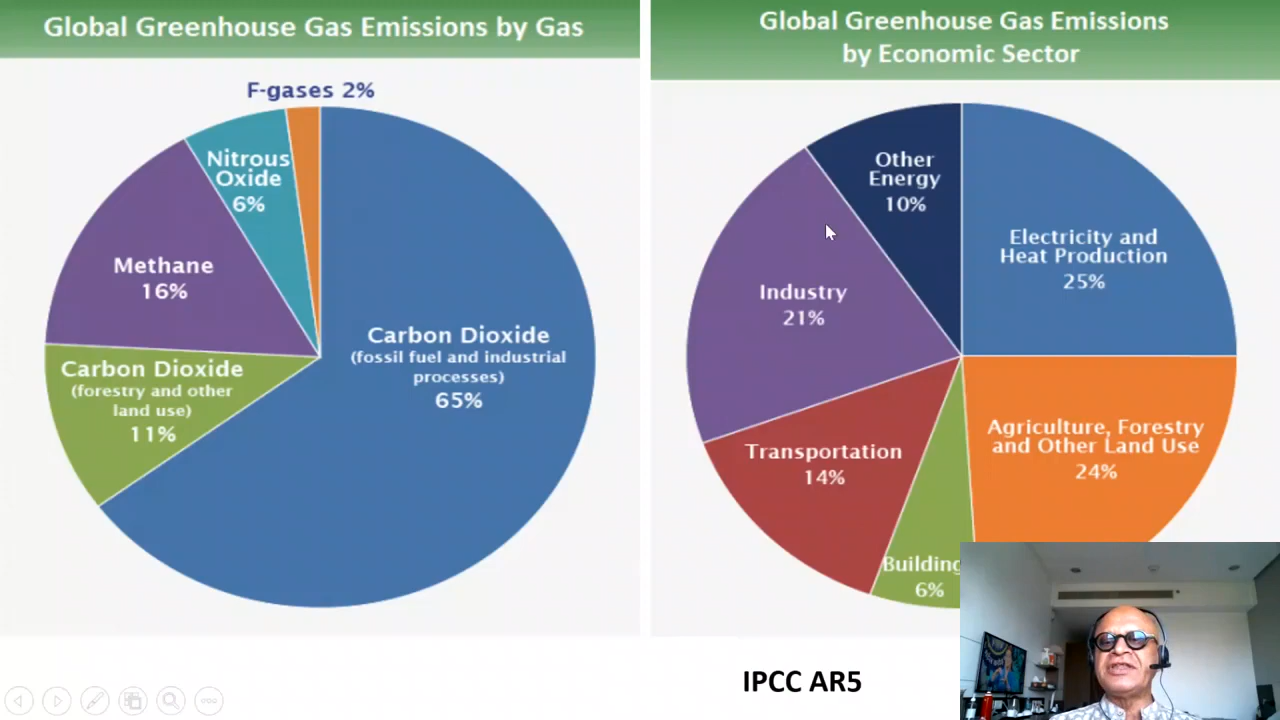 Global Greenhouse Gas Emissions by Gas
F-gases 2%
Nitrous
Oxide
6%
Methane
16%
Carbon Dioxide
(fossil fuel and industrial
processes)
65%
Carbon Dioxide
(forestry and other
land use)
11%
Global Greenhouse Gas Emissions
by Economic Sector
Other
Energy
10%
Electricity and
Heat Production
25%
Industry
21%
Agriculture, Forestry
and Other Land Use
24%
Transportation
14%
Building
6%
IPCC AR5